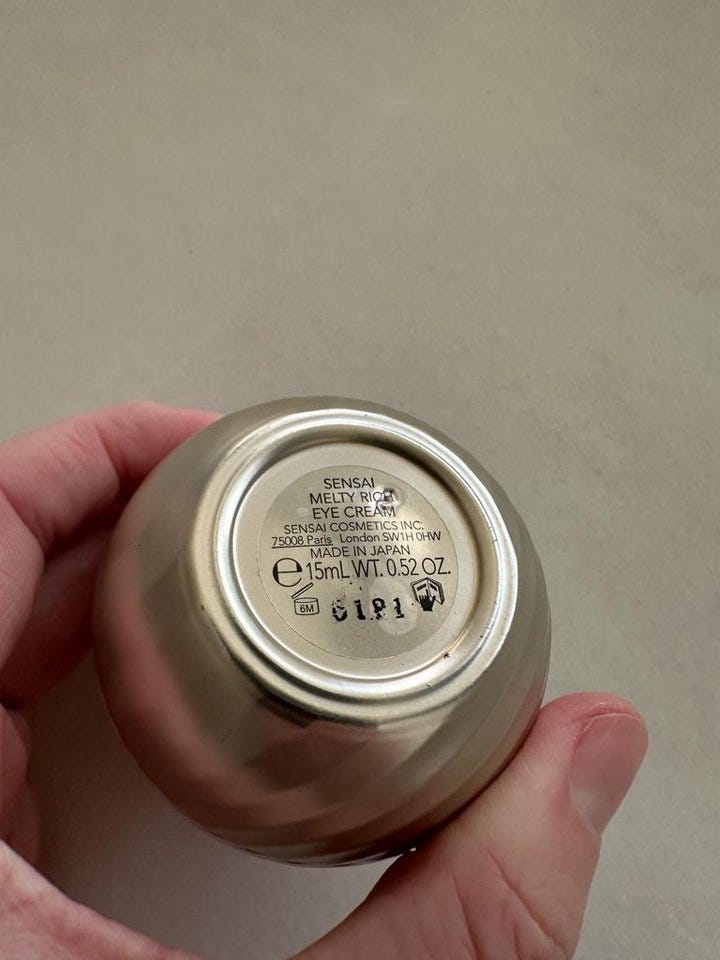 SENSAI
MELTY RICH
EYE CREAM
SENSAI COSMETICS INC.
75008 Paris London SW1H 0HW
MADE IN JAPAN
e 15mL WT. 0.52 OZ.
6M